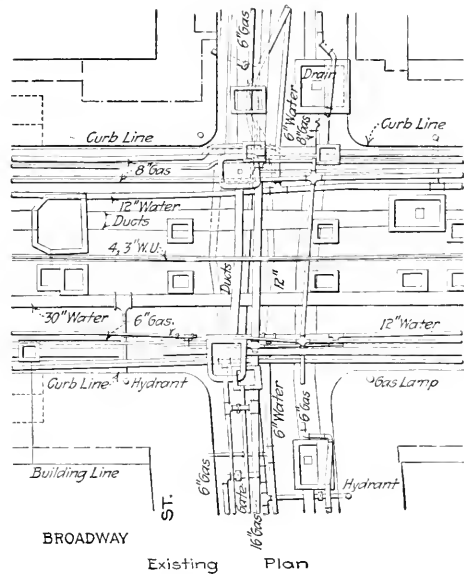 6"Gas
Drain
6"Water
8"Gas
Curb Line
Curb Line
8"Gas
12"Water
Ducts
4, 3"W.U.
Ducts
12"
30"Water
6"Gas.
12"Water
Curb Line
Hydrant
Gas Lamp
6"Water
6"Gas
Building Line
6"Gas
Gate
16"Gas
Hydrant
ST.
BROADWAY
Existing Plan